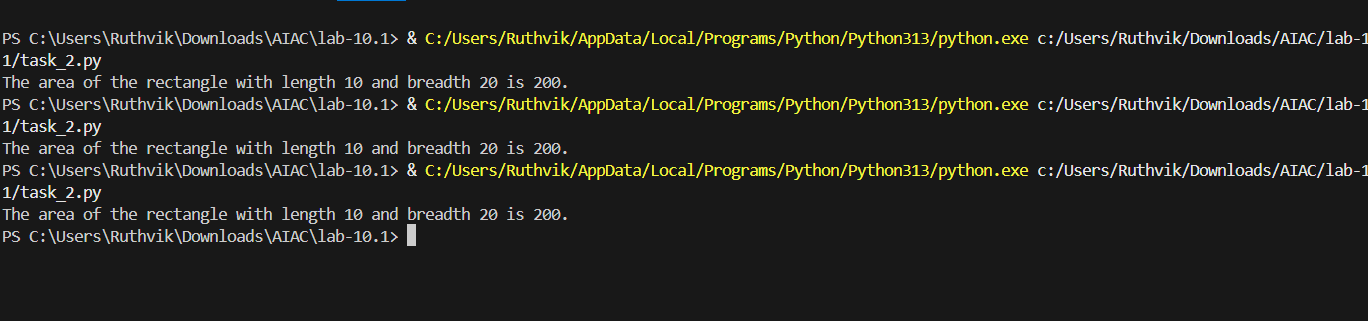 PS C:\Users\Ruthvik\Downloads\AIAC\lab-10.1> & C:/Users/Ruthvik/AppData/Local/Programs/Python/Python313/python.exe c:/Users/Ruthvik/Downloads/AIAC/lab-1
1/task_2.py
The area of the rectangle with length 10 and breadth 20 is 200.
PS C:\Users\Ruthvik\Downloads\AIAC\lab-10.1> & C:/Users/Ruthvik/AppData/Local/Programs/Python/Python313/python.exe c:/Users/Ruthvik/Downloads/AIAC/lab-1
1/task_2.py
The area of the rectangle with length 10 and breadth 20 is 200.
PS C:\Users\Ruthvik\Downloads\AIAC\lab-10.1> & C:/Users/Ruthvik/AppData/Local/Programs/Python/Python313/python.exe c:/Users/Ruthvik/Downloads/AIAC/lab-1
1/task_2.py
The area of the rectangle with length 10 and breadth 20 is 200.
PS C:\Users\Ruthvik\Downloads\AIAC\lab-10.1>